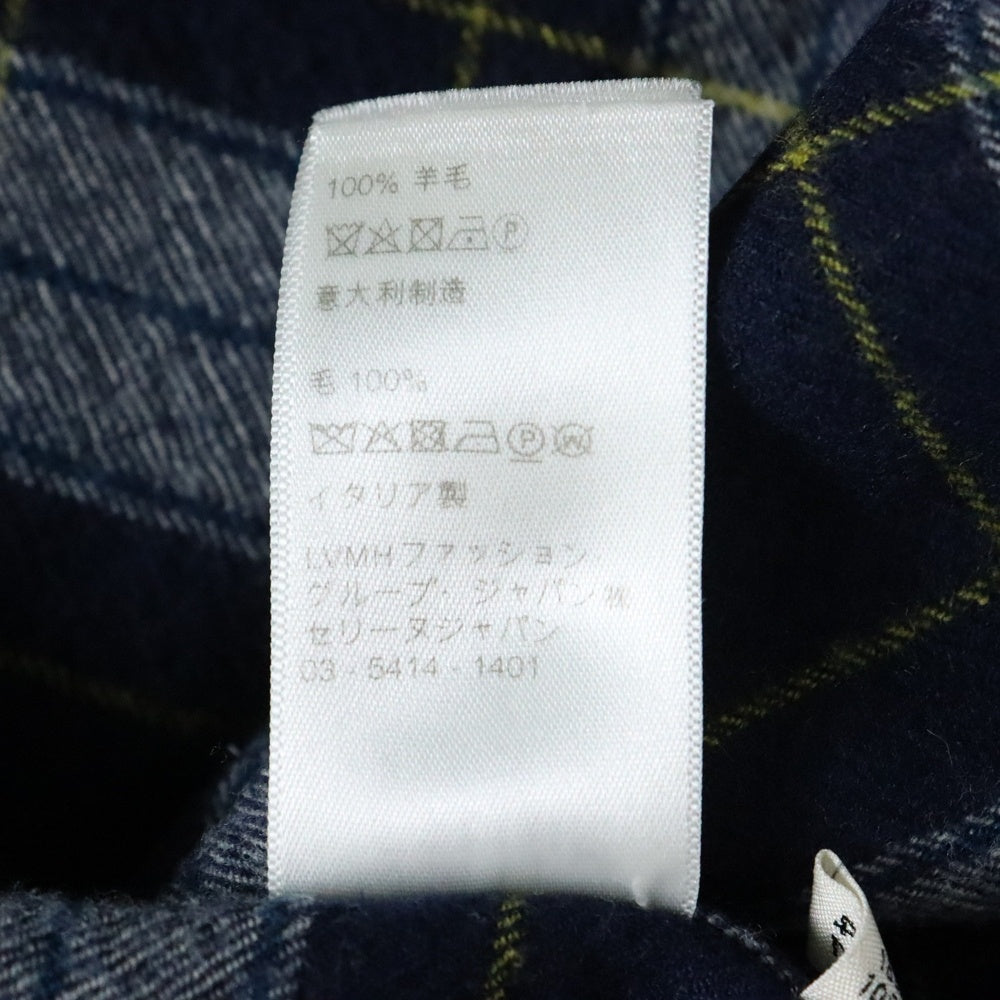 100% 羊毛
意大利制造
毛 100%
イタリア製
LVMHファッション
グループ・ジャパン㈱
セリーヌジャパン
03 - 5414 - 1401